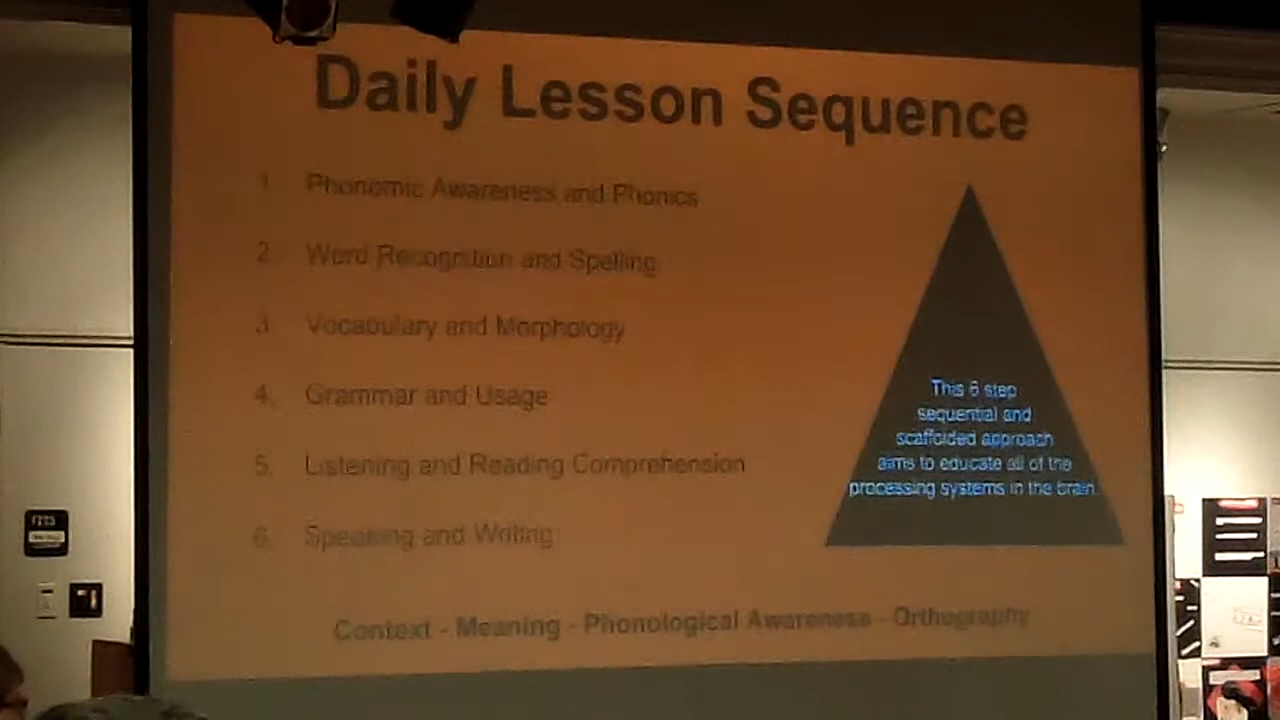 Daily Lesson Sequence
1. Phonemic Awareness and Phonics
2. Word Recognition and Spelling
3. Vocabulary and Morphology
4. Grammar and Usage
5. Listening and Reading Comprehension
6. Speaking and Writing
This 6 step
sequential and
scaffolded approach
aims to educate all of the
processing systems in the brain.
Context - Meaning - Phonological Awareness - Orthography